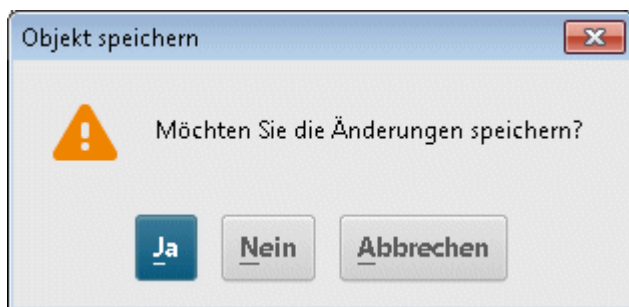 Objekt speichern
Möchten Sie die Änderungen speichern?
Ja Nein Abbrechen